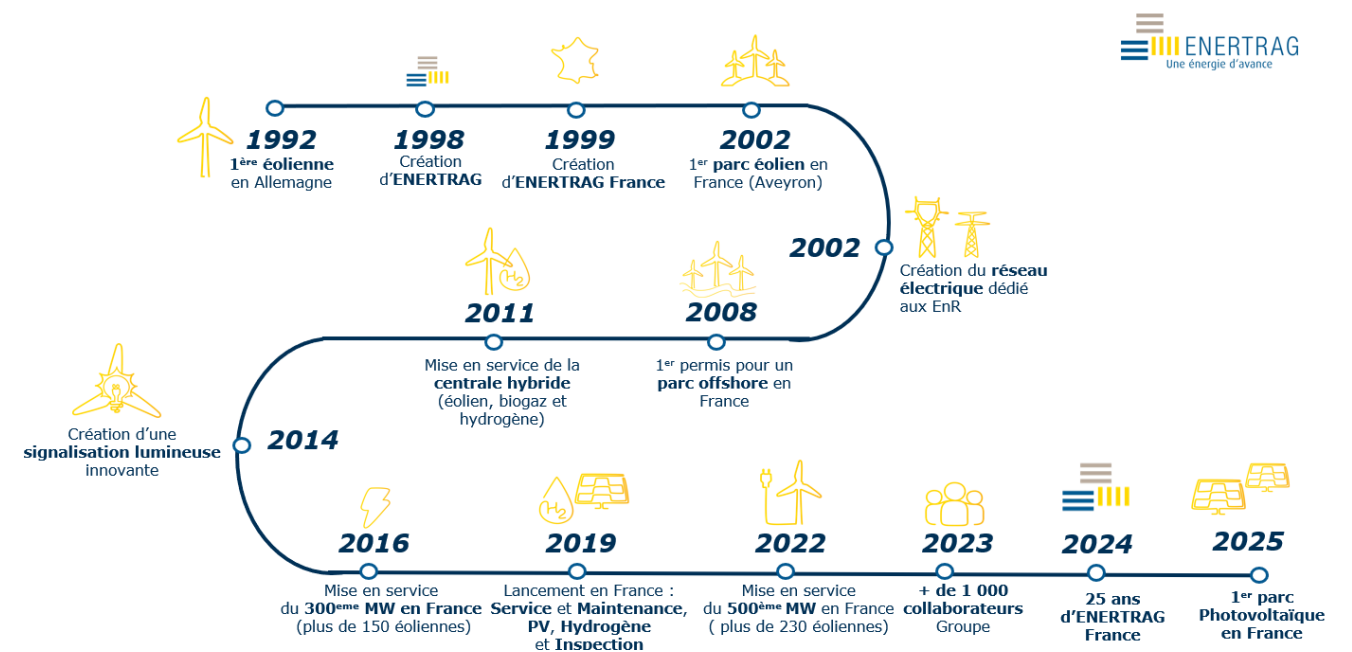 ENERTRAG
Une énergie d'avance
1992
1ère éolienne
en Allemagne
1998
Création
d'ENERTRAG
1999
Création
d'ENERTRAG France
2002
1er parc éolien en
France (Aveyron)
2002
Création du réseau
électrique dédié
aux EnR
H2
2011
Mise en service de la
centrale hybride
(éolien, biogaz et
hydrogène)
2008
1er permis pour un
parc offshore en
France
Création d'une
signalisation lumineuse
innovante
2014
2016
Mise en service
du 300eme MW en France
(plus de 150 éoliennes)
H2
2019
Lancement en France :
Service et Maintenance,
PV, Hydrogène
et Inspection
2022
Mise en service
du 500ème MW en France
( plus de 230 éoliennes)
2023
+ de 1 000
collaborateurs
Groupe
2024
25 ans
d'ENERTRAG
France
2025
1er parc
Photovoltaïque
en France